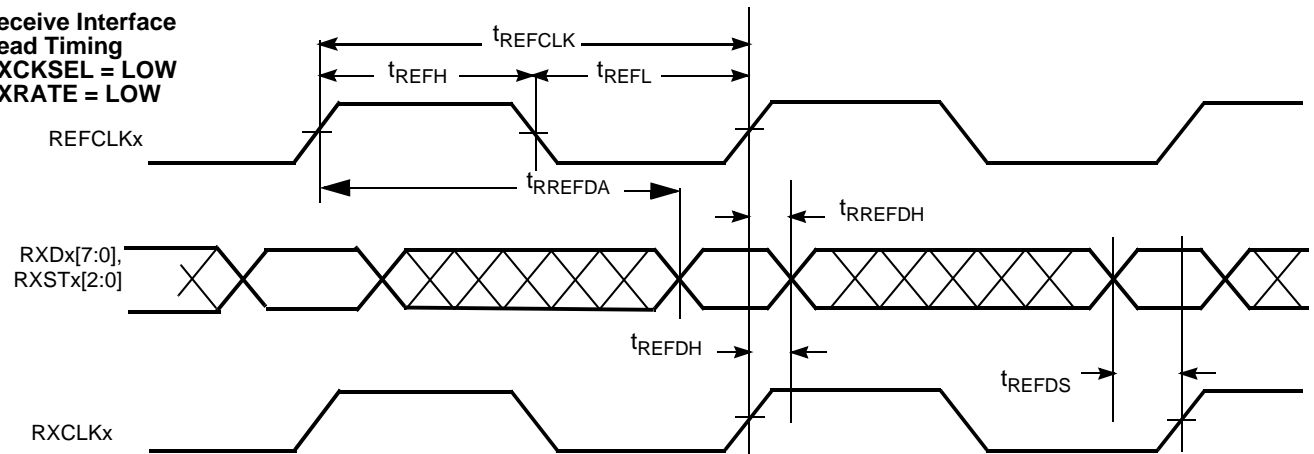 eceive Interface
ead Timing
XCKSEL = LOW
XRATE = LOW
tREFCLK
tREFH
tREFL
REFCLKx
tRREFDA
tRREFDH
RXDx[7:0],
RXSTx[2:0]
tREFDH
tREFDS
RXCLKx